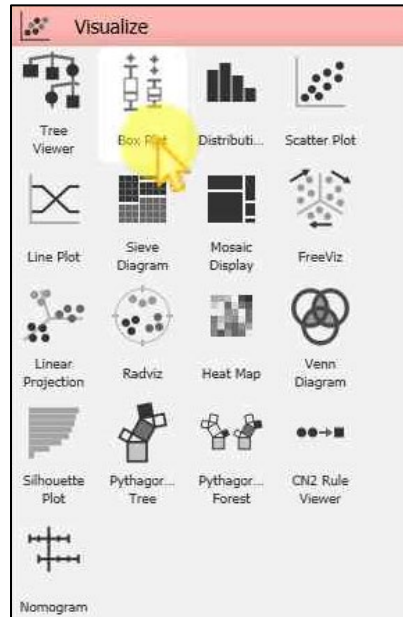 Visualize
Tree
Viewer
Box Plot
Distributi...
Scatter Plot
Line Plot
Sieve
Diagram
Mosaic
Display
FreeViz
Linear
Projection
Radviz
Heat Map
Venn
Diagram
Silhouette
Plot
Pythagor...
Tree
Pythagor...
Forest
CN2 Rule
Viewer
Nomogram